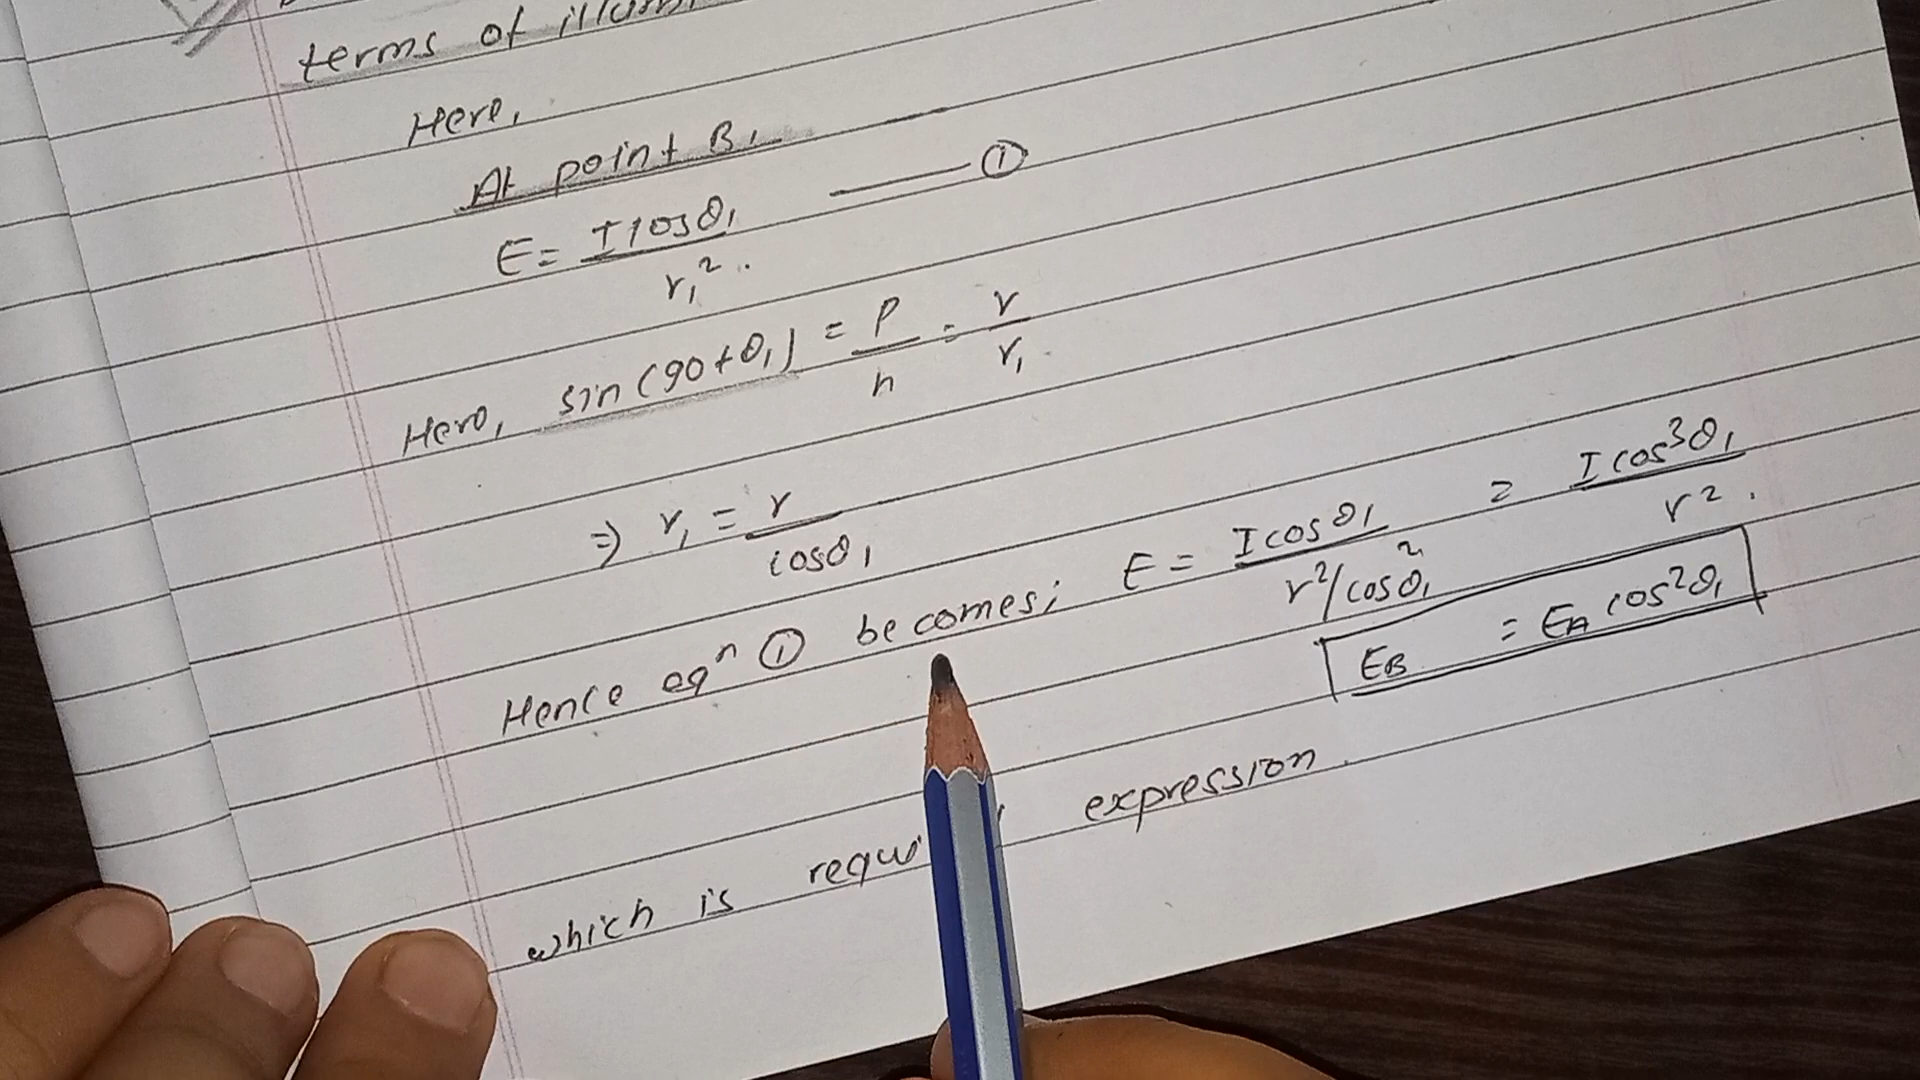 terms of
Here,
At point B,
E = I cosθ₁ / r₁² . ——— ①
Here, sin(90+θ₁) = p/h = r/r₁ .
⇒ r₁ = r / cosθ₁
Hence eqⁿ ① becomes; E = I cosθ₁ / r²/cos²θ₁ = I cos³θ₁ / r² .
E_B = E_A cos²θ₁
which is expression.